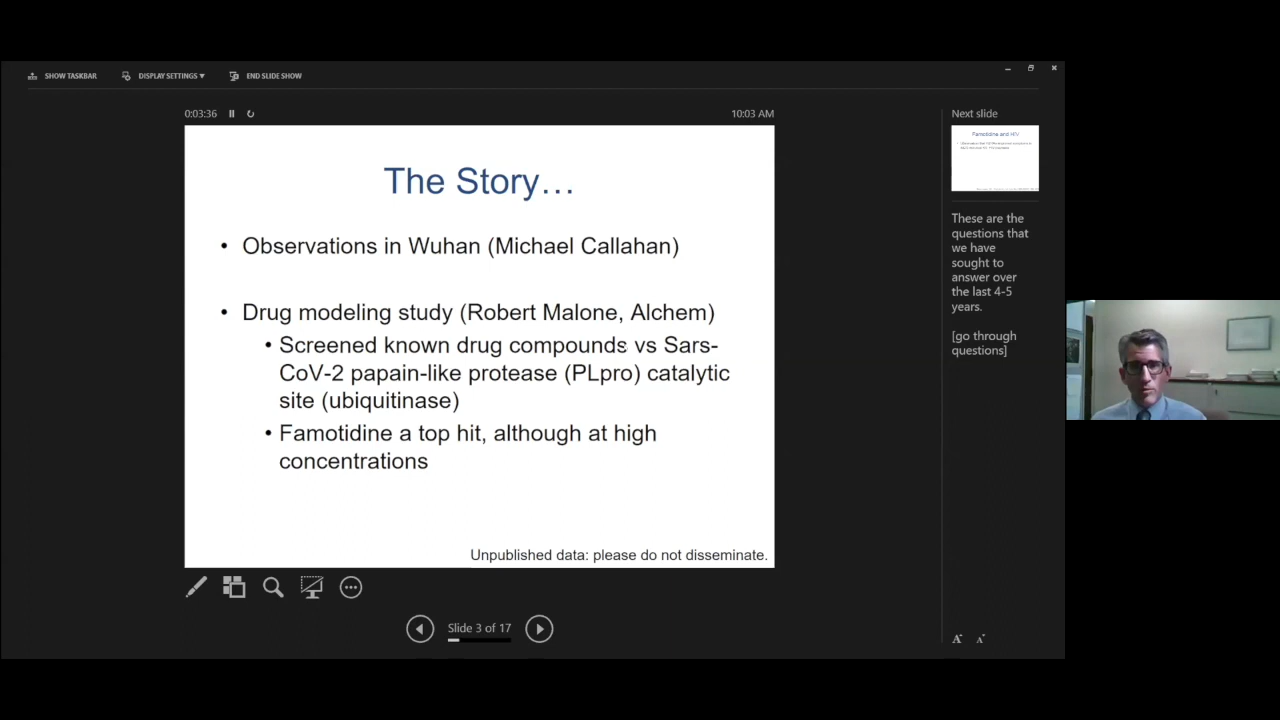 SHOW TASKBAR
DISPLAY SETTINGS ▼
END SLIDE SHOW
0:03:36
10:03 AM
The Story…
• Observations in Wuhan (Michael Callahan)
• Drug modeling study (Robert Malone, Alchem)
• Screened known drug compounds vs Sars-
CoV-2 papain-like protease (PLpro) catalytic
site (ubiquitinase)
• Famotidine a top hit, although at high
concentrations
Unpublished data: please do not disseminate.
Slide 3 of 17
Next slide
Famotidine and HIV
These are the
questions that
we have
sought to
answer over
the last 4-5
years.
[go through
questions]
A A